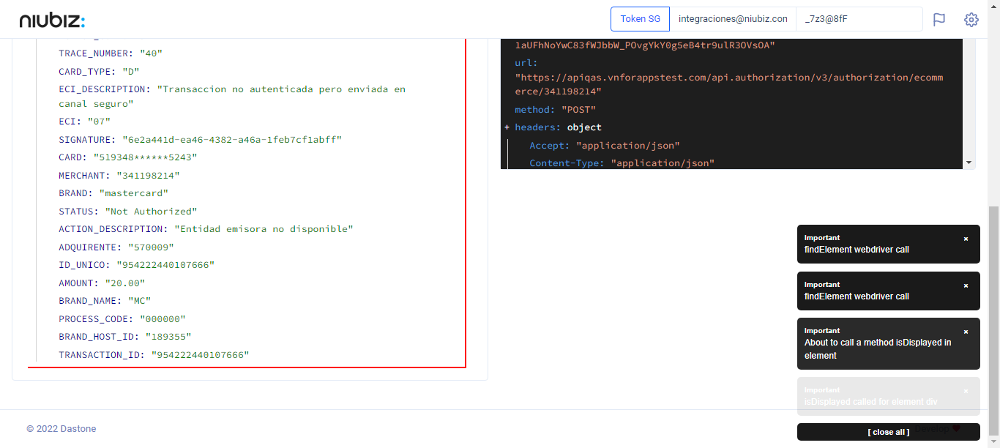 niubiz:
Token SG
integraciones@niubiz.con
_7z3@8fF
TRACE_NUMBER: "40"
CARD_TYPE: "D"
ECI_DESCRIPTION: "Transaccion no autenticada pero enviada en
canal seguro"
ECI: "07"
SIGNATURE: "6e2a441d-ea46-4382-a46a-1feb7cf1abff"
CARD: "519348******5243"
MERCHANT: "341198214"
BRAND: "mastercard"
STATUS: "Not Authorized"
ACTION_DESCRIPTION: "Entidad emisora no disponible"
ADQUIRENTE: "570009"
ID_UNICO: "954222440107666"
AMOUNT: "20.00"
BRAND_NAME: "MC"
PROCESS_CODE: "000000"
BRAND_HOST_ID: "189355"
TRANSACTION_ID: "954222440107666"
1aUFhNoYwC83fWJbbW_POvgYkY0g5eB4tr9ulR3OVsOA"
url:
"https://apiqas.vnforappstest.com/api.authorization/v3/authorization/ecomm
erce/341198214"
method: "POST"
+ headers: object
Accept: "application/json"
Content-Type: "application/json"
Important ×
findElement webdriver call
Important ×
findElement webdriver call
Important ×
About to call a method isDisplayed in
element
Important ×
isDisplayed called for element div
[ close all ]
© 2022 Dastone